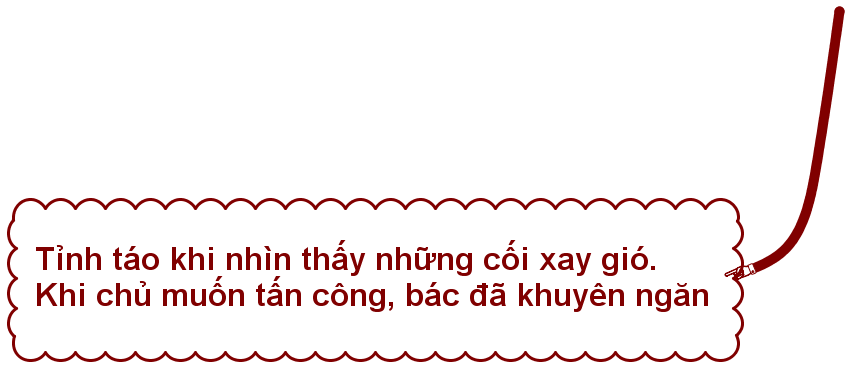 Tỉnh táo khi nhìn thấy những cối xay gió.
Khi chủ muốn tấn công, bác đã khuyên ngăn